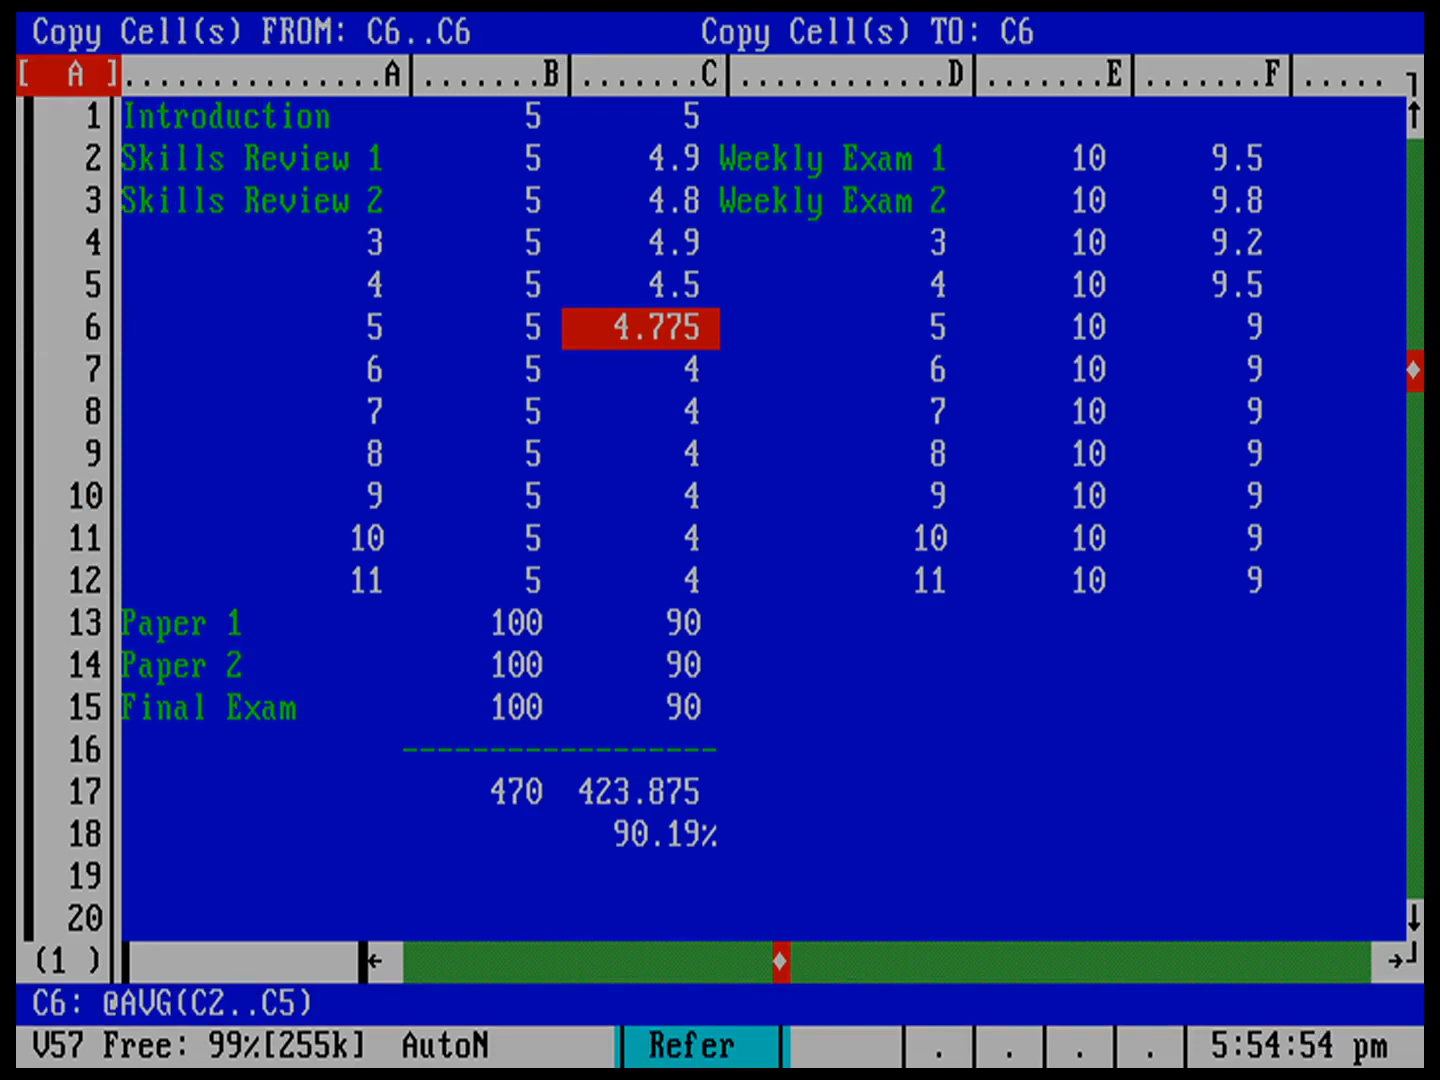 Copy Cell(s) FROM: C6..C6 Copy Cell(s) TO: C6
[ A ]...............A .......B .......C ............D .......E .......F .....
1 Introduction 5 5
2 Skills Review 1 5 4.9 Weekly Exam 1 10 9.5
3 Skills Review 2 5 4.8 Weekly Exam 2 10 9.8
4 3 5 4.9 3 10 9.2
5 4 5 4.5 4 10 9.5
6 5 5 4.775 5 10 9
7 6 5 4 6 10 9
8 7 5 4 7 10 9
9 8 5 4 8 10 9
10 9 5 4 9 10 9
11 10 5 4 10 10 9
12 11 5 4 11 10 9
13 Paper 1 100 90
14 Paper 2 100 90
15 Final Exam 100 90
16 ------------------
17 470 423.875
18 90.19%
19
20
(1 )
C6: @AVG(C2..C5)
V57 Free: 99%[255k] AutoN Refer . . . . 5:54:54 pm